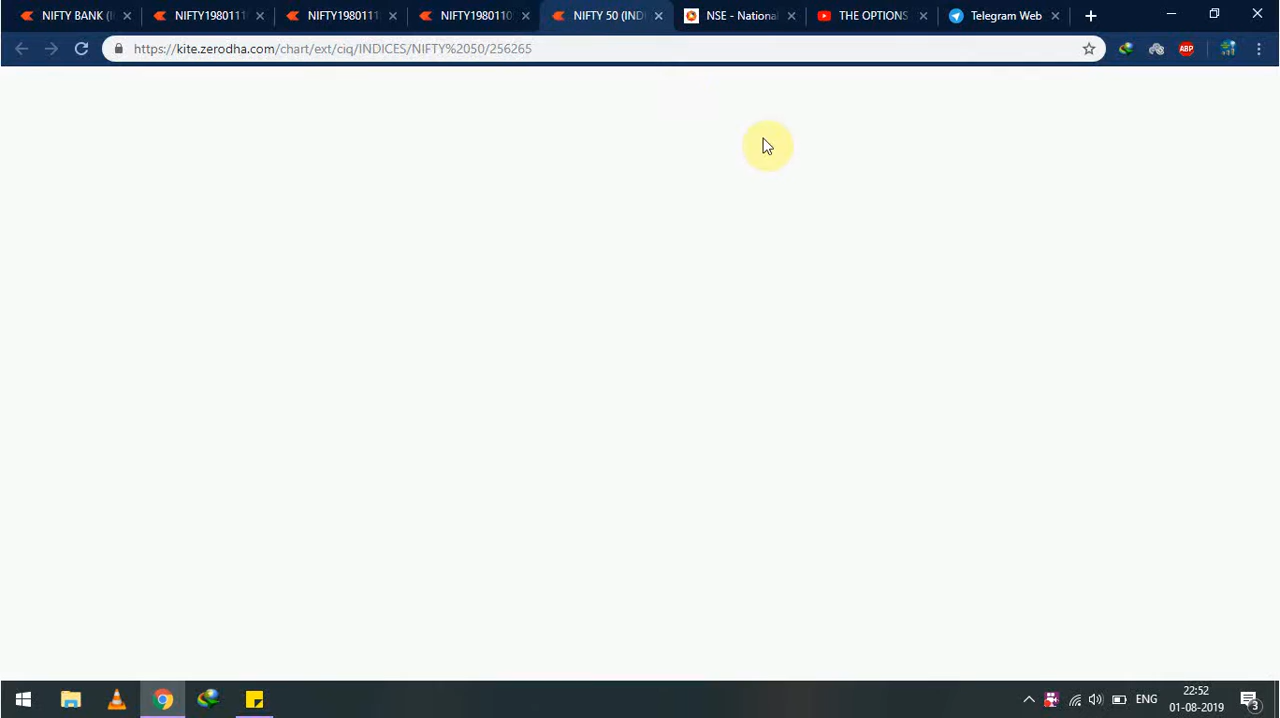 NIFTY BANK (I
NIFTY1980111
NIFTY198011
NIFTY1980110
NIFTY 50 (IND
NSE - National
THE OPTIONS
Telegram Web
https://kite.zerodha.com/chart/ext/ciq/INDICES/NIFTY%2050/256265
ABP
ENG
22:52
01-08-2019
3